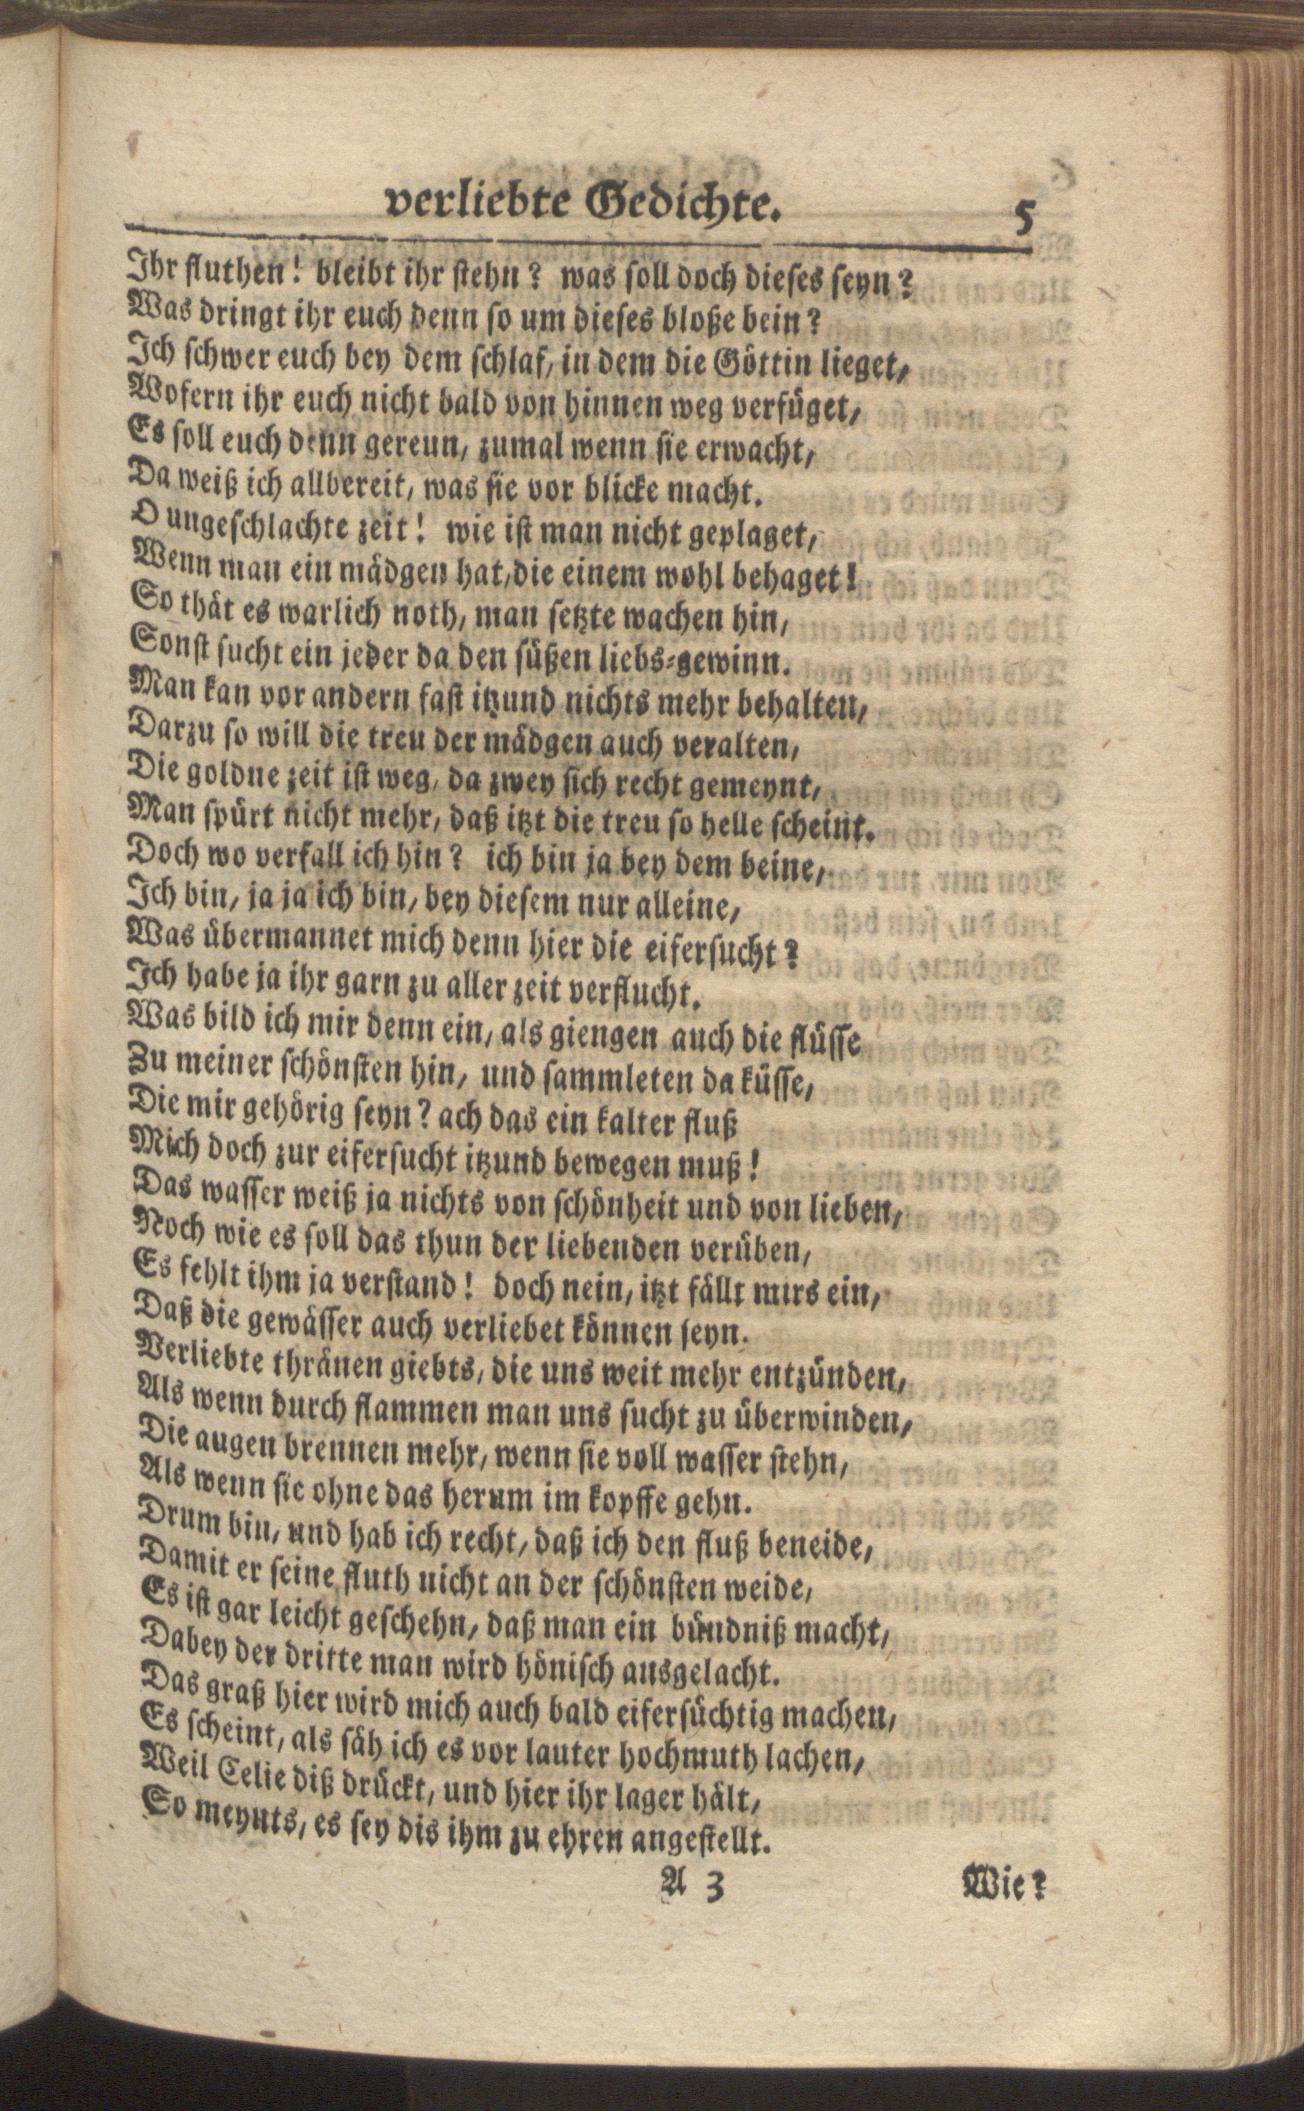 verliebte Gedichte. 5
Ihr fluthen! bleibt ihr stehn? was soll doch dieses seyn?
Was dringt ihr euch denn so um dieses bloße bein?
Ich schwer euch bey dem schlaf, in dem die Göttin lieget,
Wofern ihr euch nicht bald von hinnen weg verfüget,
Es soll euch denn gereun, zumal wenn sie erwacht,
Da weiß ich allbereit, was sie vor blicke macht.
O ungeschlachte zeit! wie ist man nicht geplaget,
Wenn man ein mädgen hat, die einem wohl behaget!
So thät es warlich noth, man setzte wachen hin,
Sonst sucht ein jeder da den süßen liebs-gewinn.
Man kan vor andern fast itzund nichts mehr behalten,
Darzu so will die treu der mädgen auch veralten,
Die goldne zeit ist weg, da zwey sich recht gemeynt,
Man spürt nicht mehr, daß itzt die treu so helle scheint.
Doch wo verfall ich hin? ich bin ja bey dem beine,
Ich bin, ja ja ich bin, bey diesem nur alleine,
Was übermannet mich denn hier die eifersucht?
Ich habe ja ihr garn zu aller zeit verflucht.
Was bild ich mir denn ein, als giengen auch die flüsse
Zu meiner schönsten hin, und sammleten da küsse,
Die mir gehörig seyn? ach das ein kalter fluß
Mich doch zur eifersucht itzund bewegen muß!
Das wasser weiß ja nichts von schönheit und von lieben,
Noch wie es soll das thun der liebenden verüben,
Es fehlt ihm ja verstand! doch nein, itzt fällt mirs ein,
Daß die gewässer auch verliebet können seyn.
Verliebte thränen giebts, die uns weit mehr entzünden,
Als wenn durch flammen man uns sucht zu überwinden,
Die augen brennen mehr, wenn sie voll wasser stehn,
Als wenn sie ohne das herum im kopffe gehn.
Drum bin, und hab ich recht, daß ich den fluß beneide,
Damit er seine fluth nicht an der schönsten weide,
Es ist gar leicht geschehn, daß man ein bündniß macht,
Dabey der dritte man wird hönisch ausgelacht.
Das graß hier wird mich auch bald eifersüchtig machen,
Es scheint, als säh ich es vor lauter hochmuth lachen,
Weil Celie diß drückt, und hier ihr lager hält,
So meynts, es sey dis ihm zu ehren angestellt.
A 3 Wie?